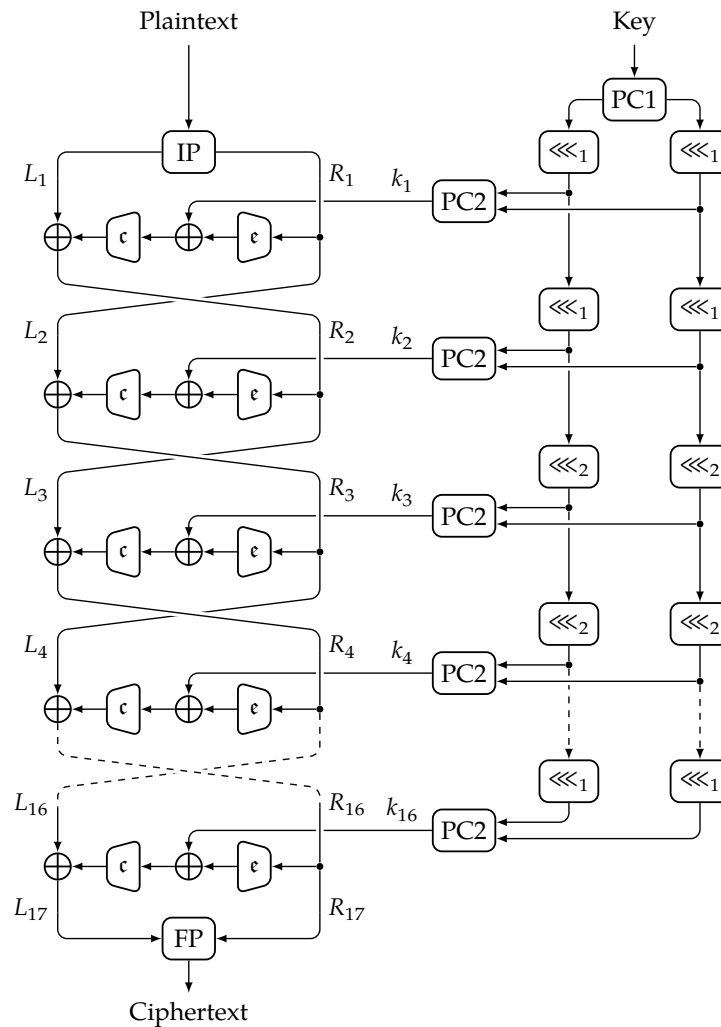 Plaintext Key
PC1
IP ⋘₁ ⋘₁
L₁ R₁ k₁ PC2
𝔠 𝔢
⋘₁ ⋘₁
L₂ R₂ k₂ PC2
𝔠 𝔢
⋘₂ ⋘₂
L₃ R₃ k₃ PC2
𝔠 𝔢
⋘₂ ⋘₂
L₄ R₄ k₄ PC2
𝔠 𝔢
⋘₁ ⋘₁
L₁₆ R₁₆ k₁₆ PC2
𝔠 𝔢
L₁₇ R₁₇
FP
Ciphertext